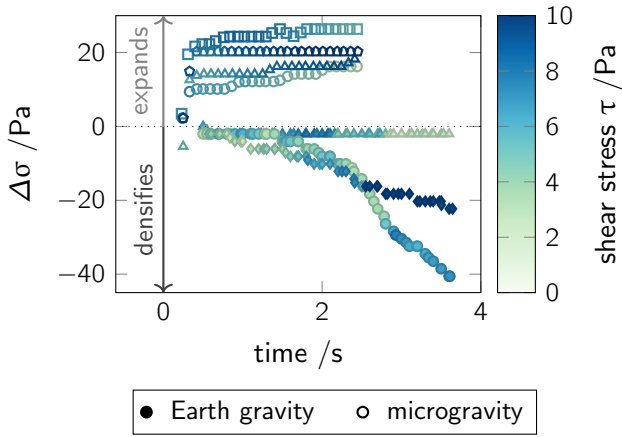 Δσ /Pa
20
0
−20
−40
expands
densifies
0
2
4
time /s
10
8
6
4
2
0
shear stress τ /Pa
Earth gravity
microgravity